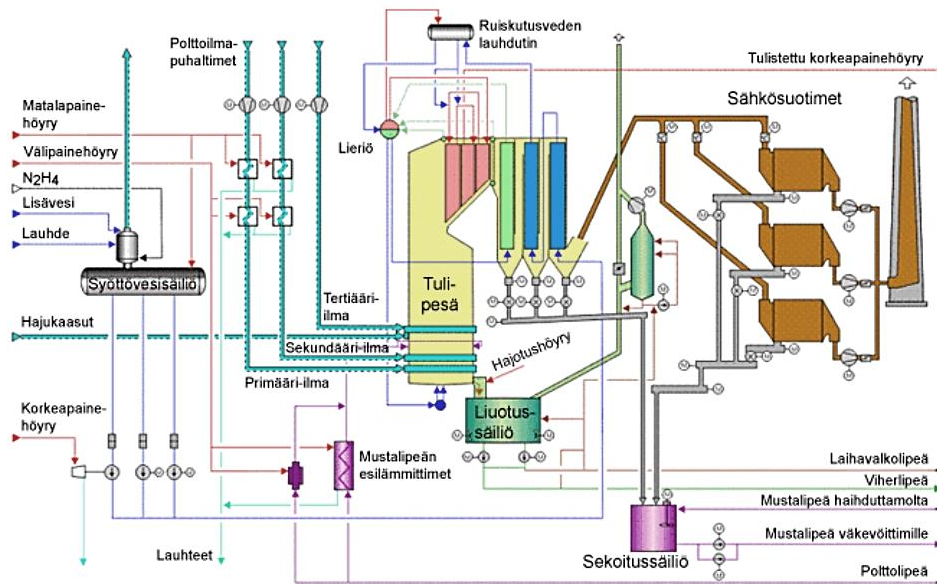 Ruiskutusveden
lauhdutin
Polttoilma-
puhaltimet
Tulistettu korkeapainehöyry
Sähkösuotimet
Matalapaine-
höyry
Välipainehöyry
Lieriö
N2H4
Lisävesi
Lauhde
Syöttövesisäiliö
Tuli-
pesä
Tertiääri-
ilma
Hajukaasut
Sekundääri-ilma
Primääri-ilma
Hajotushöyry
Korkeapaine-
höyry
Liuotus-
säiliö
Mustalipeän
esilämmittimet
Laihavalkolipeä
Viherlipeä
Mustalipeä haihduttamolta
Mustalipeä väkevöittimille
Lauhteet
Sekoitussäiliö
Polttolipeä